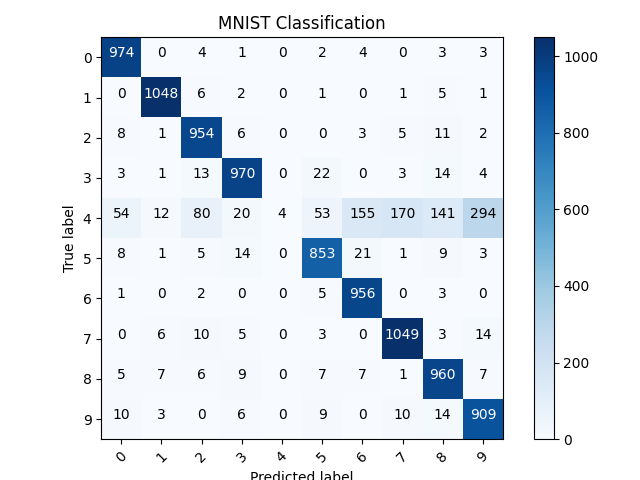 MNIST Classification
0 974 0 4 1 0 2 4 0 3 3
1 0 1048 6 2 0 1 0 1 5 1
2 8 1 954 6 0 0 3 5 11 2
3 3 1 13 970 0 22 0 3 14 4
4 54 12 80 20 4 53 155 170 141 294
5 8 1 5 14 0 853 21 1 9 3
6 1 0 2 0 0 5 956 0 3 0
7 0 6 10 5 0 3 0 1049 3 14
8 5 7 6 9 0 7 7 1 960 7
9 10 3 0 6 0 9 0 10 14 909
0 1 2 3 4 5 6 7 8 9
True label
Predicted label
1000
800
600
400
200
0